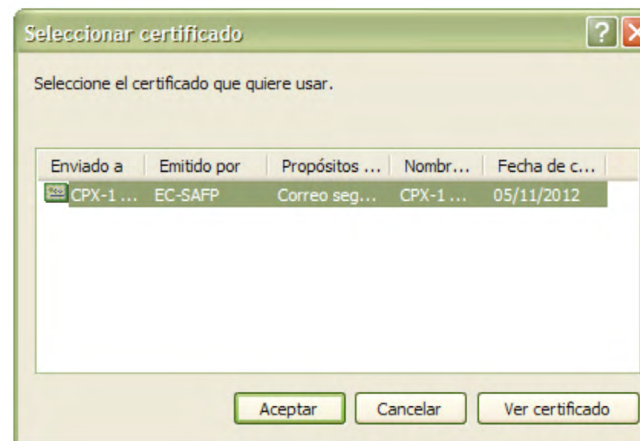 Seleccionar certificado
Seleccione el certificado que quiere usar.
Enviado a Emitido por Propósitos ... Nombr... Fecha de c...
CPX-1 ... EC-SAFP Correo seg... CPX-1 ... 05/11/2012
Aceptar Cancelar Ver certificado